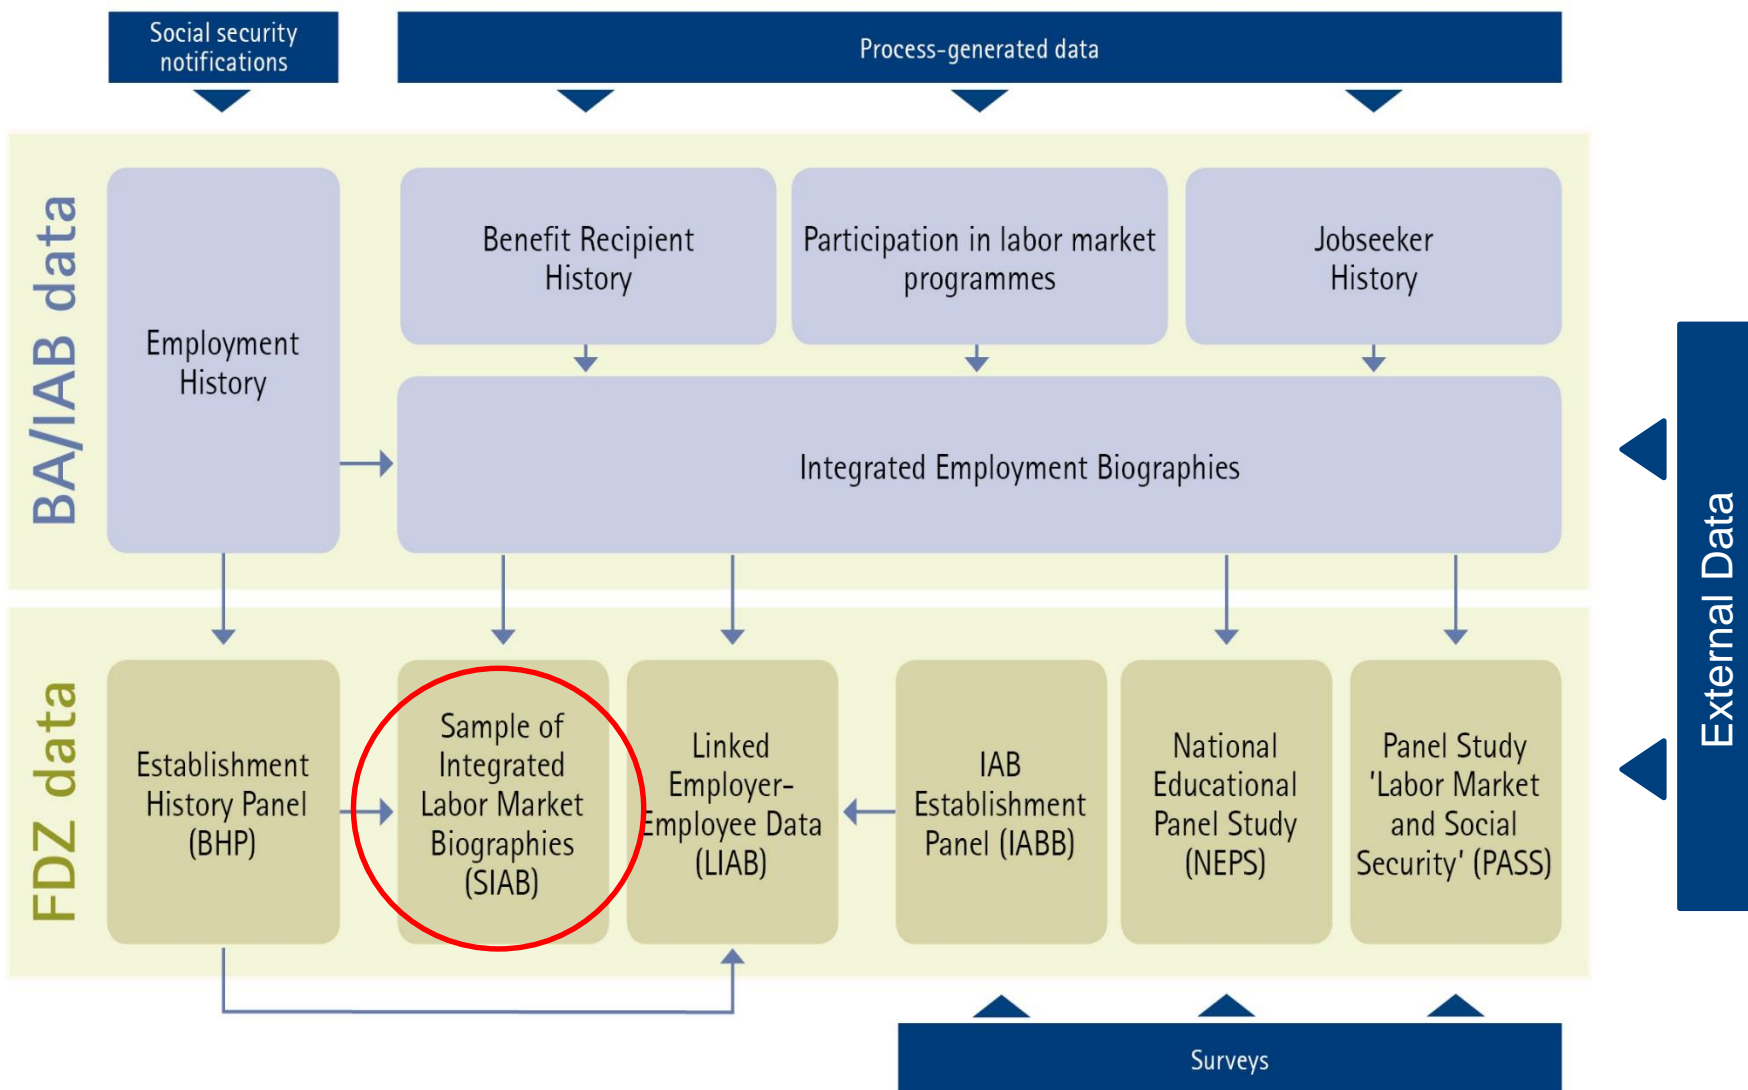 Social security
notifications
Process-generated data
BA/IAB data
Employment
History
Benefit Recipient
History
Participation in labor market
programmes
Jobseeker
History
Integrated Employment Biographies
External Data
FDZ data
Establishment
History Panel
(BHP)
Sample of
Integrated
Labor Market
Biographies
(SIAB)
Linked
Employer-
Employee Data
(LIAB)
IAB
Establishment
Panel (IABB)
National
Educational
Panel Study
(NEPS)
Panel Study
'Labor Market
and Social
Security' (PASS)
Surveys